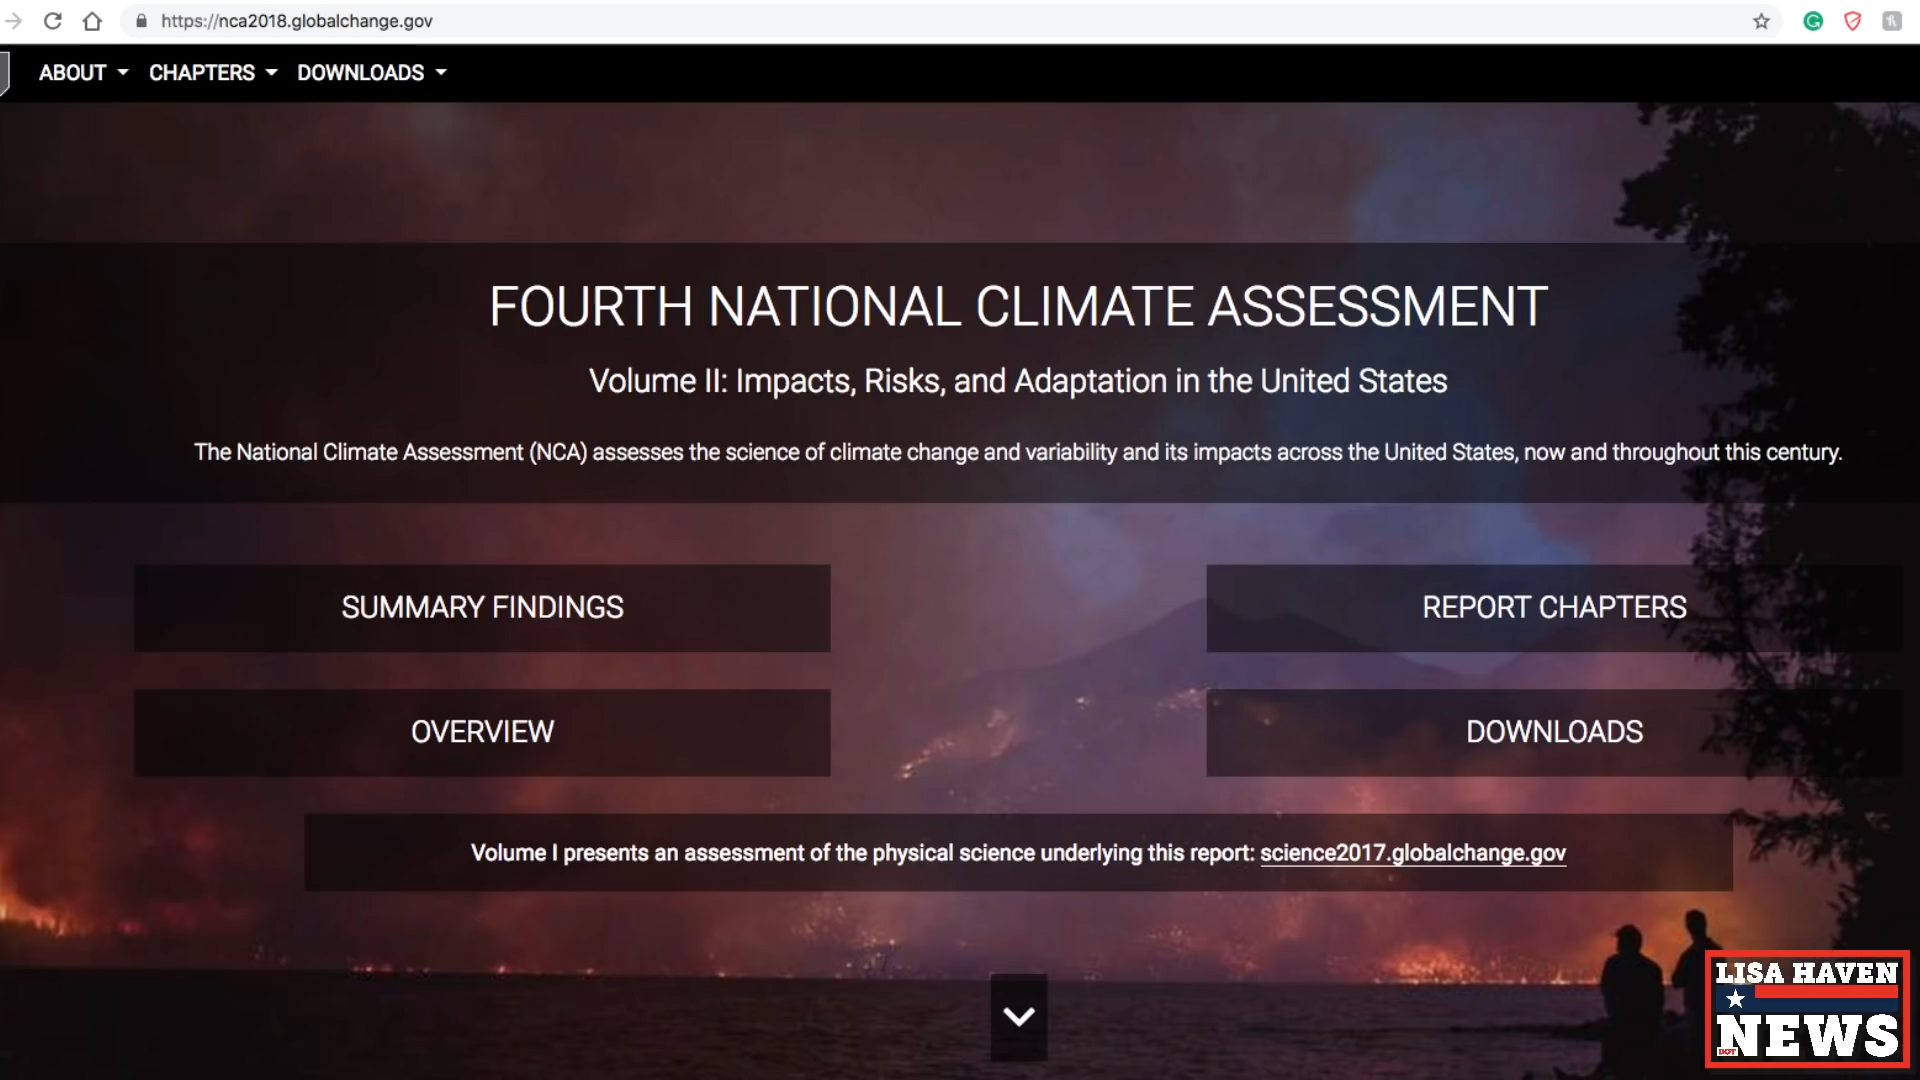 https://nca2018.globalchange.gov
ABOUT CHAPTERS DOWNLOADS
FOURTH NATIONAL CLIMATE ASSESSMENT
Volume II: Impacts, Risks, and Adaptation in the United States
The National Climate Assessment (NCA) assesses the science of climate change and variability and its impacts across the United States, now and throughout this century.
SUMMARY FINDINGS
REPORT CHAPTERS
OVERVIEW
DOWNLOADS
Volume I presents an assessment of the physical science underlying this report: science2017.globalchange.gov
LISA HAVEN
DOT NEWS